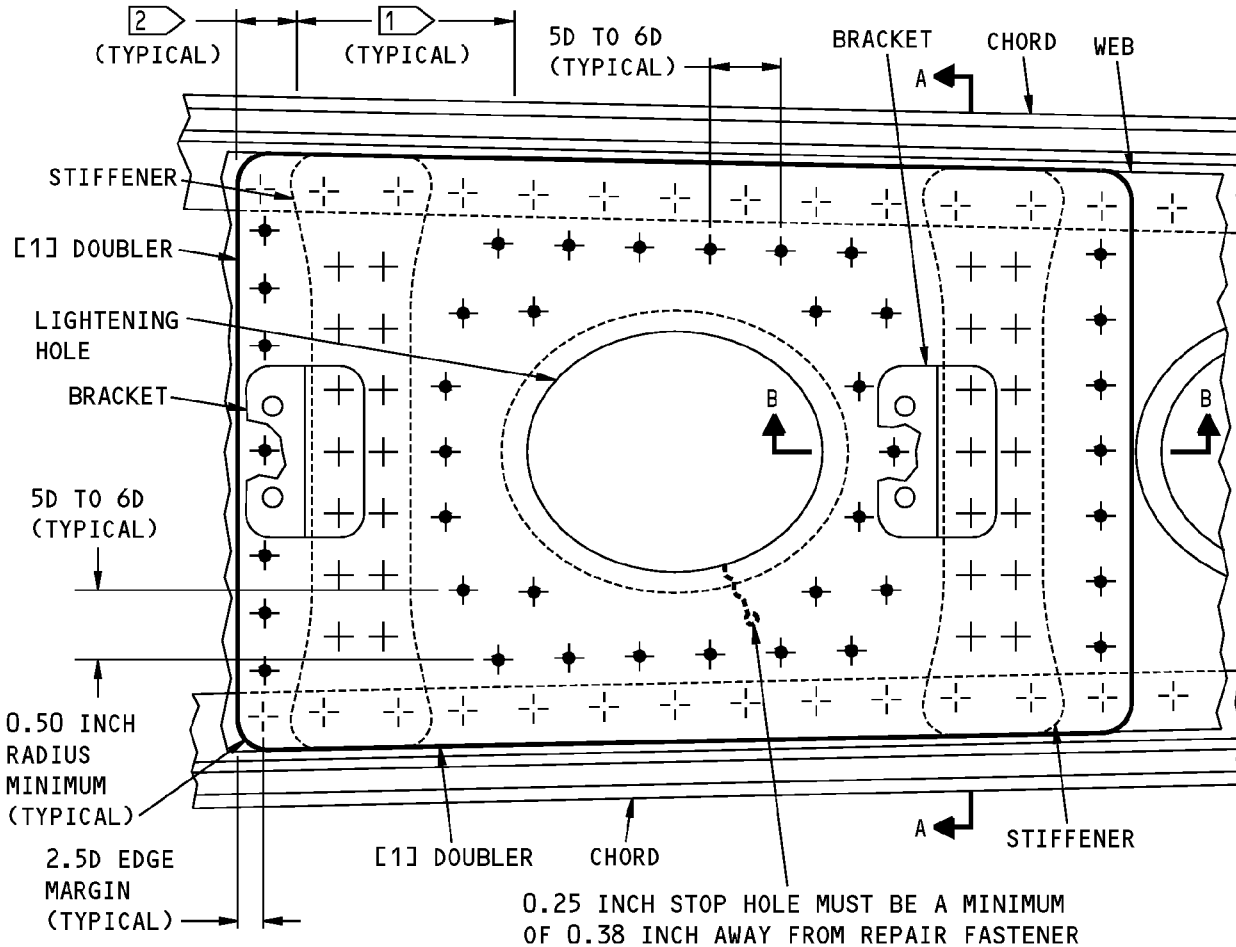 2
(TYPICAL)
1
(TYPICAL)
5D TO 6D
(TYPICAL)
BRACKET
CHORD
WEB
A
STIFFENER
[1] DOUBLER
LIGHTENING
HOLE
BRACKET
B
B
5D TO 6D
(TYPICAL)
0.50 INCH
RADIUS
MINIMUM
(TYPICAL)
2.5D EDGE
MARGIN
(TYPICAL)
[1] DOUBLER
CHORD
A
STIFFENER
0.25 INCH STOP HOLE MUST BE A MINIMUM
OF 0.38 INCH AWAY FROM REPAIR FASTENER